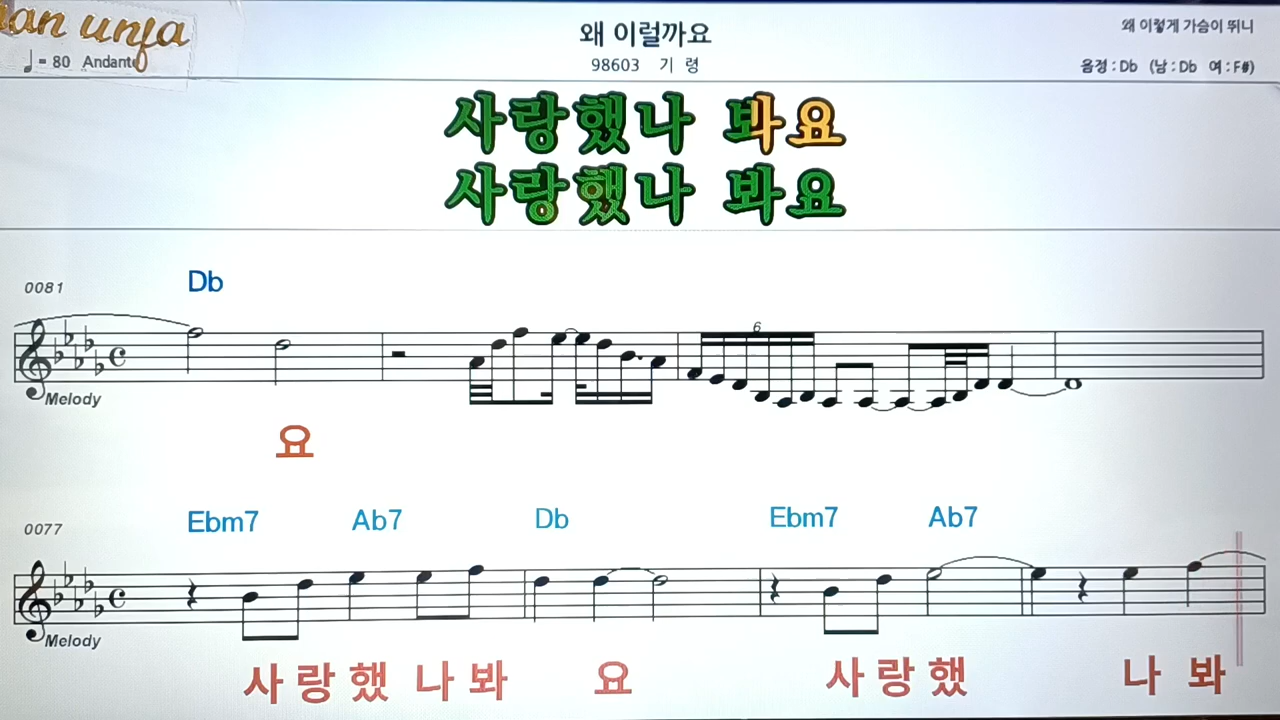 an unja
♩= 80 Andante
왜 이럴까요
98603 기 령
왜 이렇게 가슴이 뛰니
음정 : Db (남 : Db 여 : F#)
사랑했나 봐요
사랑했나 봐요
0081
Db
6
Melody
요
0077
Ebm7 Ab7 Db Ebm7 Ab7
Melody
사 랑 했 나 봐 요 사 랑 했 나 봐